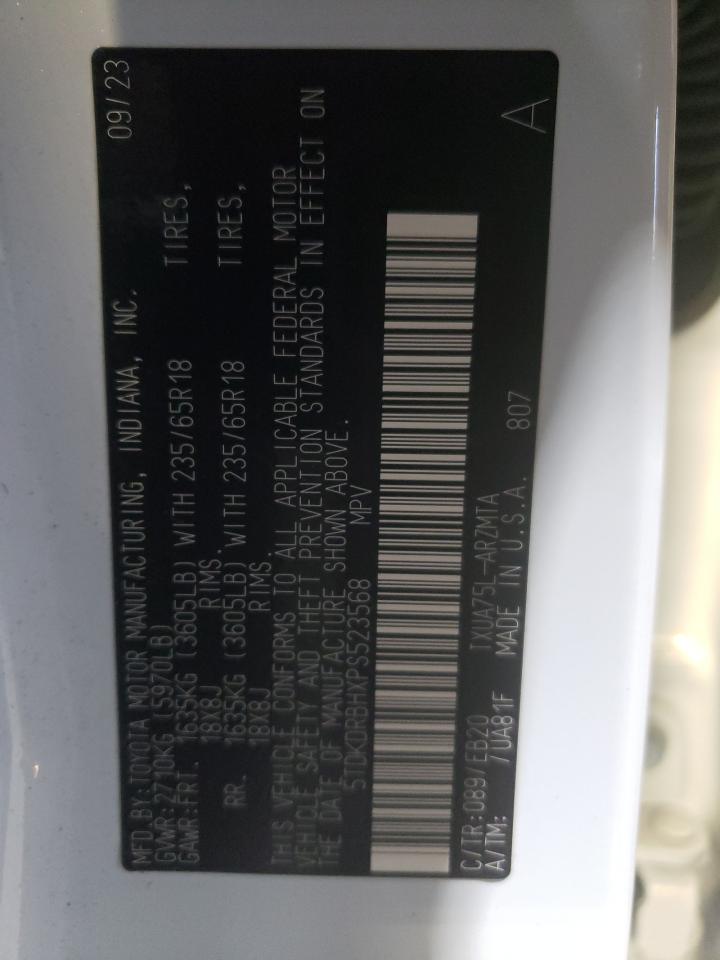 MFD.BY:TOYOTA MOTOR MANUFACTURING, INDIANA, INC. 09/23
GVWR:2710KG (5970LB)
GAWR:FRT. 1635KG (3605LB) WITH 235/65R18 TIRES,
18X8J RIMS.
RR. 1635KG (3605LB) WITH 235/65R18 TIRES,
18X8J RIMS.
THIS VEHICLE CONFORMS TO ALL APPLICABLE FEDERAL MOTOR
VEHICLE SAFETY AND THEFT PREVENTION STANDARDS IN EFFECT ON
THE DATE OF MANUFACTURE SHOWN ABOVE.
5TDKDRBHXPS523568 MPV
C/TR:089/EB20 TXUA75L-ARZMTA 807 A
A/TM: /UA81F MADE IN U.S.A.